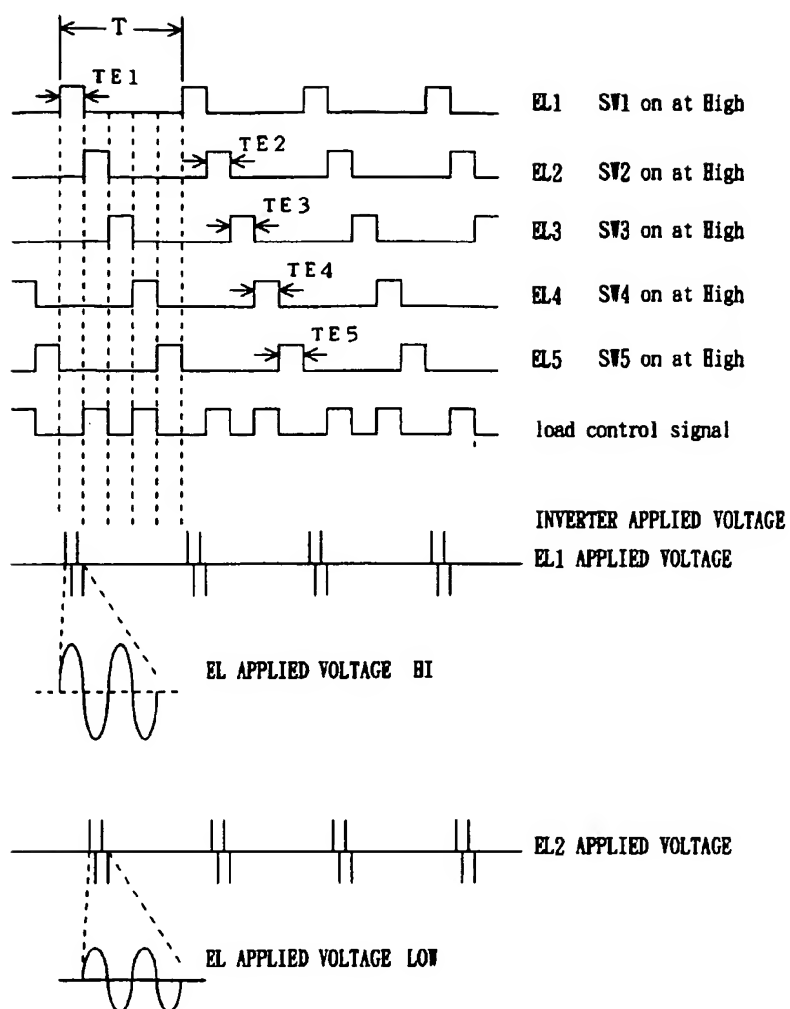 T
TE1
EL1 SW1 on at High
TE2
EL2 SW2 on at High
TE3
EL3 SW3 on at High
TE4
EL4 SW4 on at High
TE5
EL5 SW5 on at High
load control signal
INVERTER APPLIED VOLTAGE
EL1 APPLIED VOLTAGE
EL APPLIED VOLTAGE HI
EL2 APPLIED VOLTAGE
EL APPLIED VOLTAGE LOW